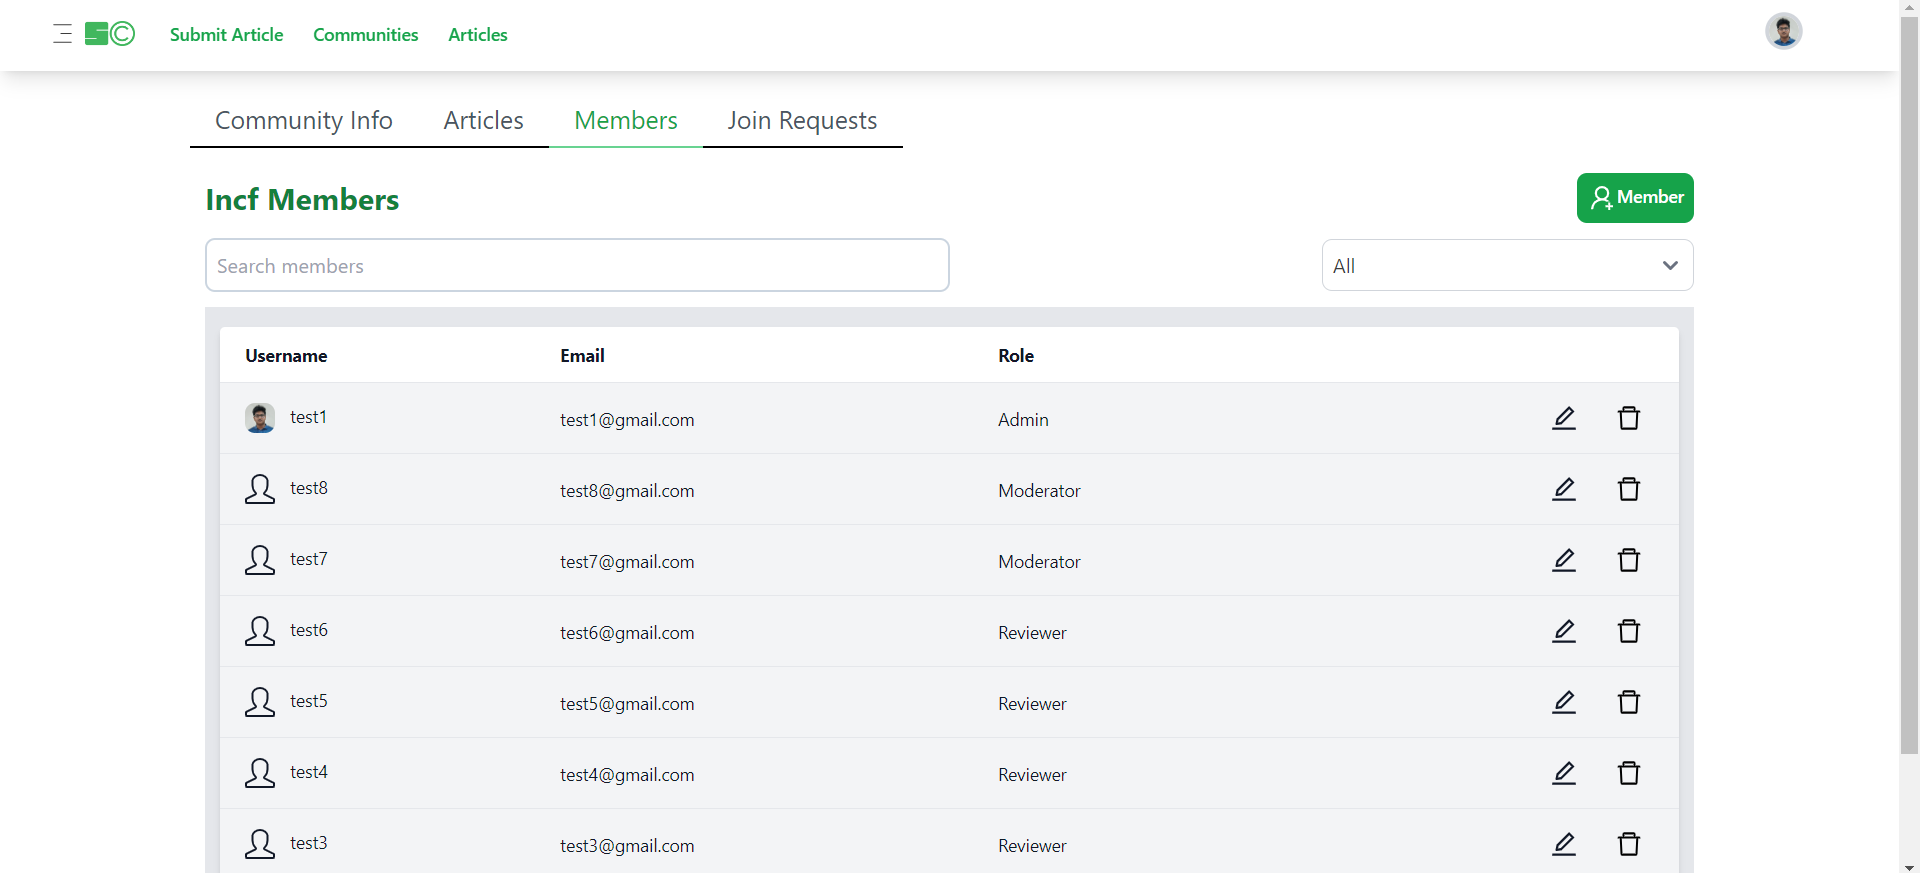 SC Submit Article Communities Articles
Community Info Articles Members Join Requests
Incf Members
Member
Search members
All
Username Email Role
test1 test1@gmail.com Admin
test8 test8@gmail.com Moderator
test7 test7@gmail.com Moderator
test6 test6@gmail.com Reviewer
test5 test5@gmail.com Reviewer
test4 test4@gmail.com Reviewer
test3 test3@gmail.com Reviewer